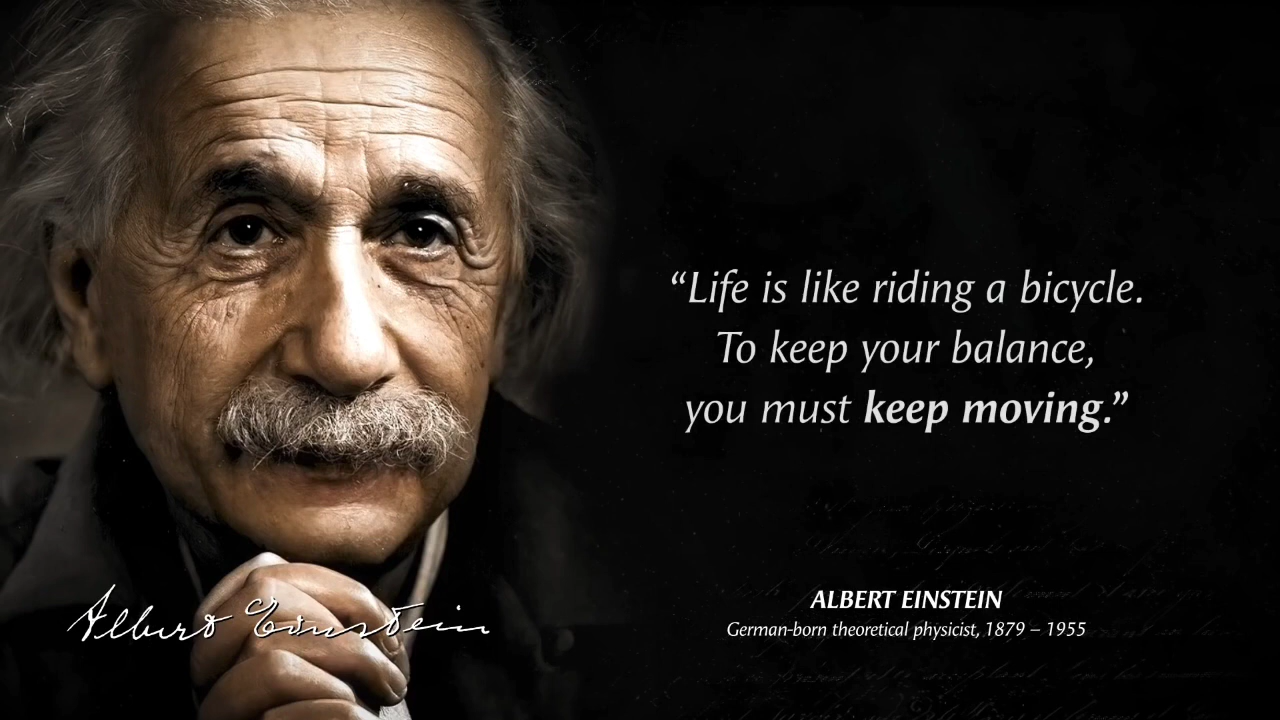 “Life is like riding a bicycle.
To keep your balance,
you must keep moving.”
Albert Einstein
ALBERT EINSTEIN
German-born theoretical physicist, 1879 – 1955